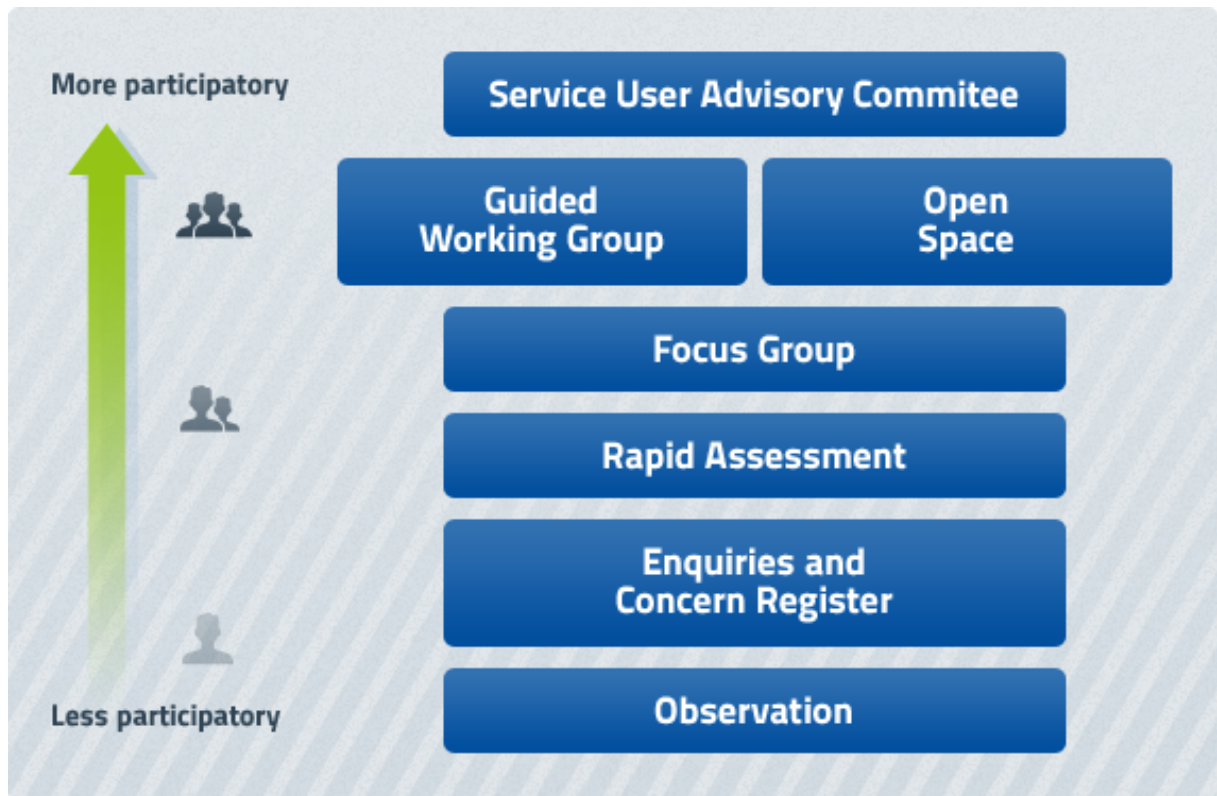 More participatory
Service User Advisory Commitee
Guided
Working Group
Open
Space
Focus Group
Rapid Assessment
Enquiries and
Concern Register
Less participatory
Observation